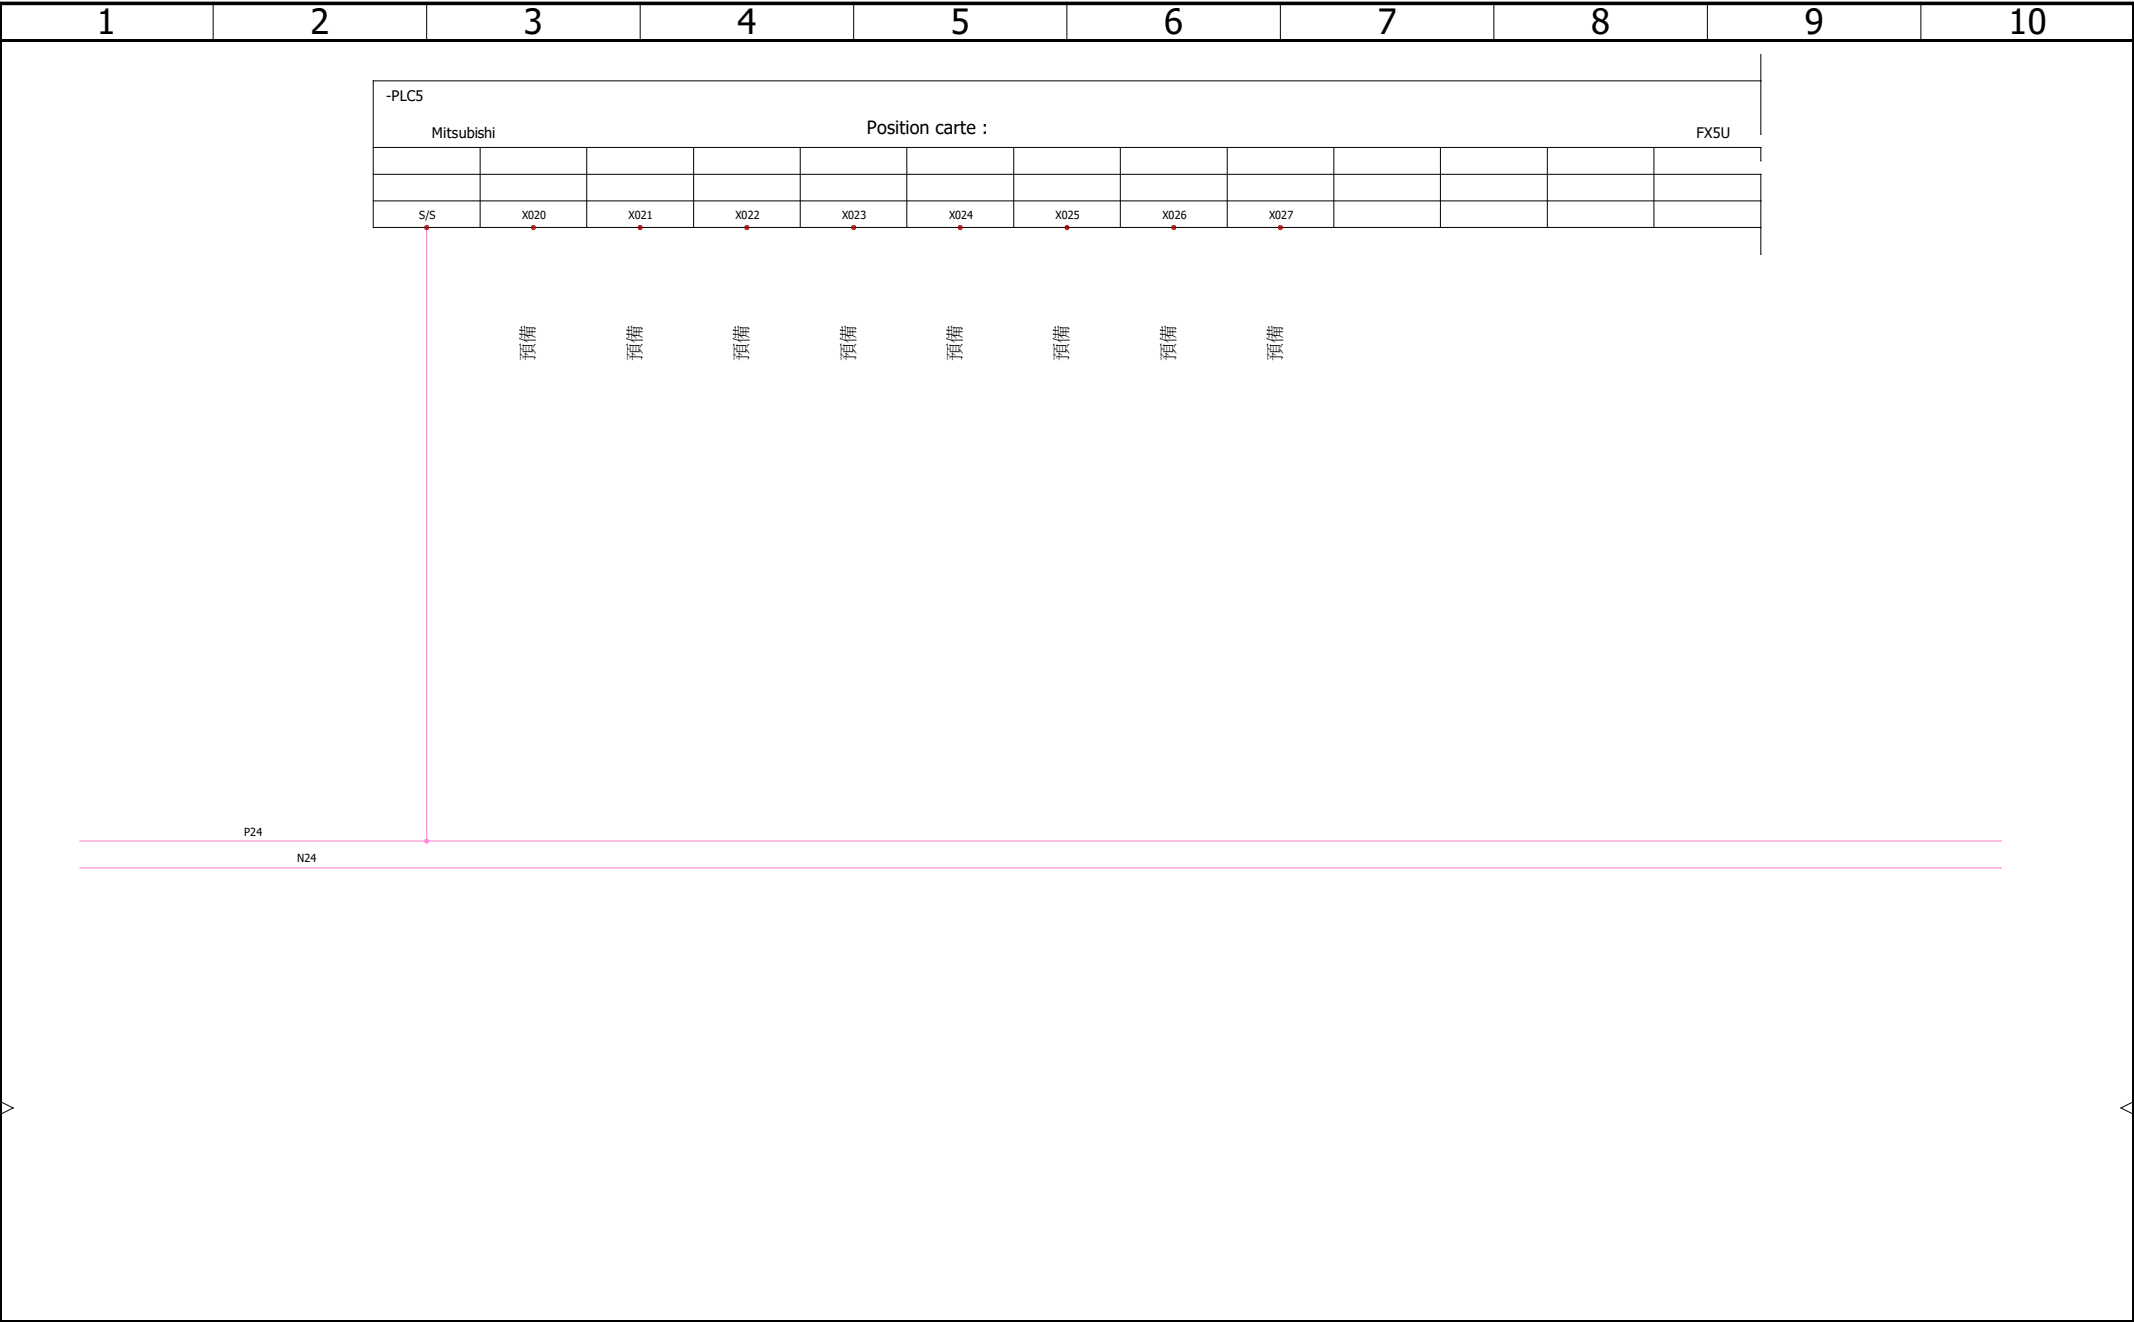 1 2 3 4 5 6 7 8 9 10
-PLC5
Mitsubishi Position carte : FX5U
S/S X020 X021 X022 X023 X024 X025 X026 X027
預備 預備 預備 預備 預備 預備 預備 預備
P24
N24